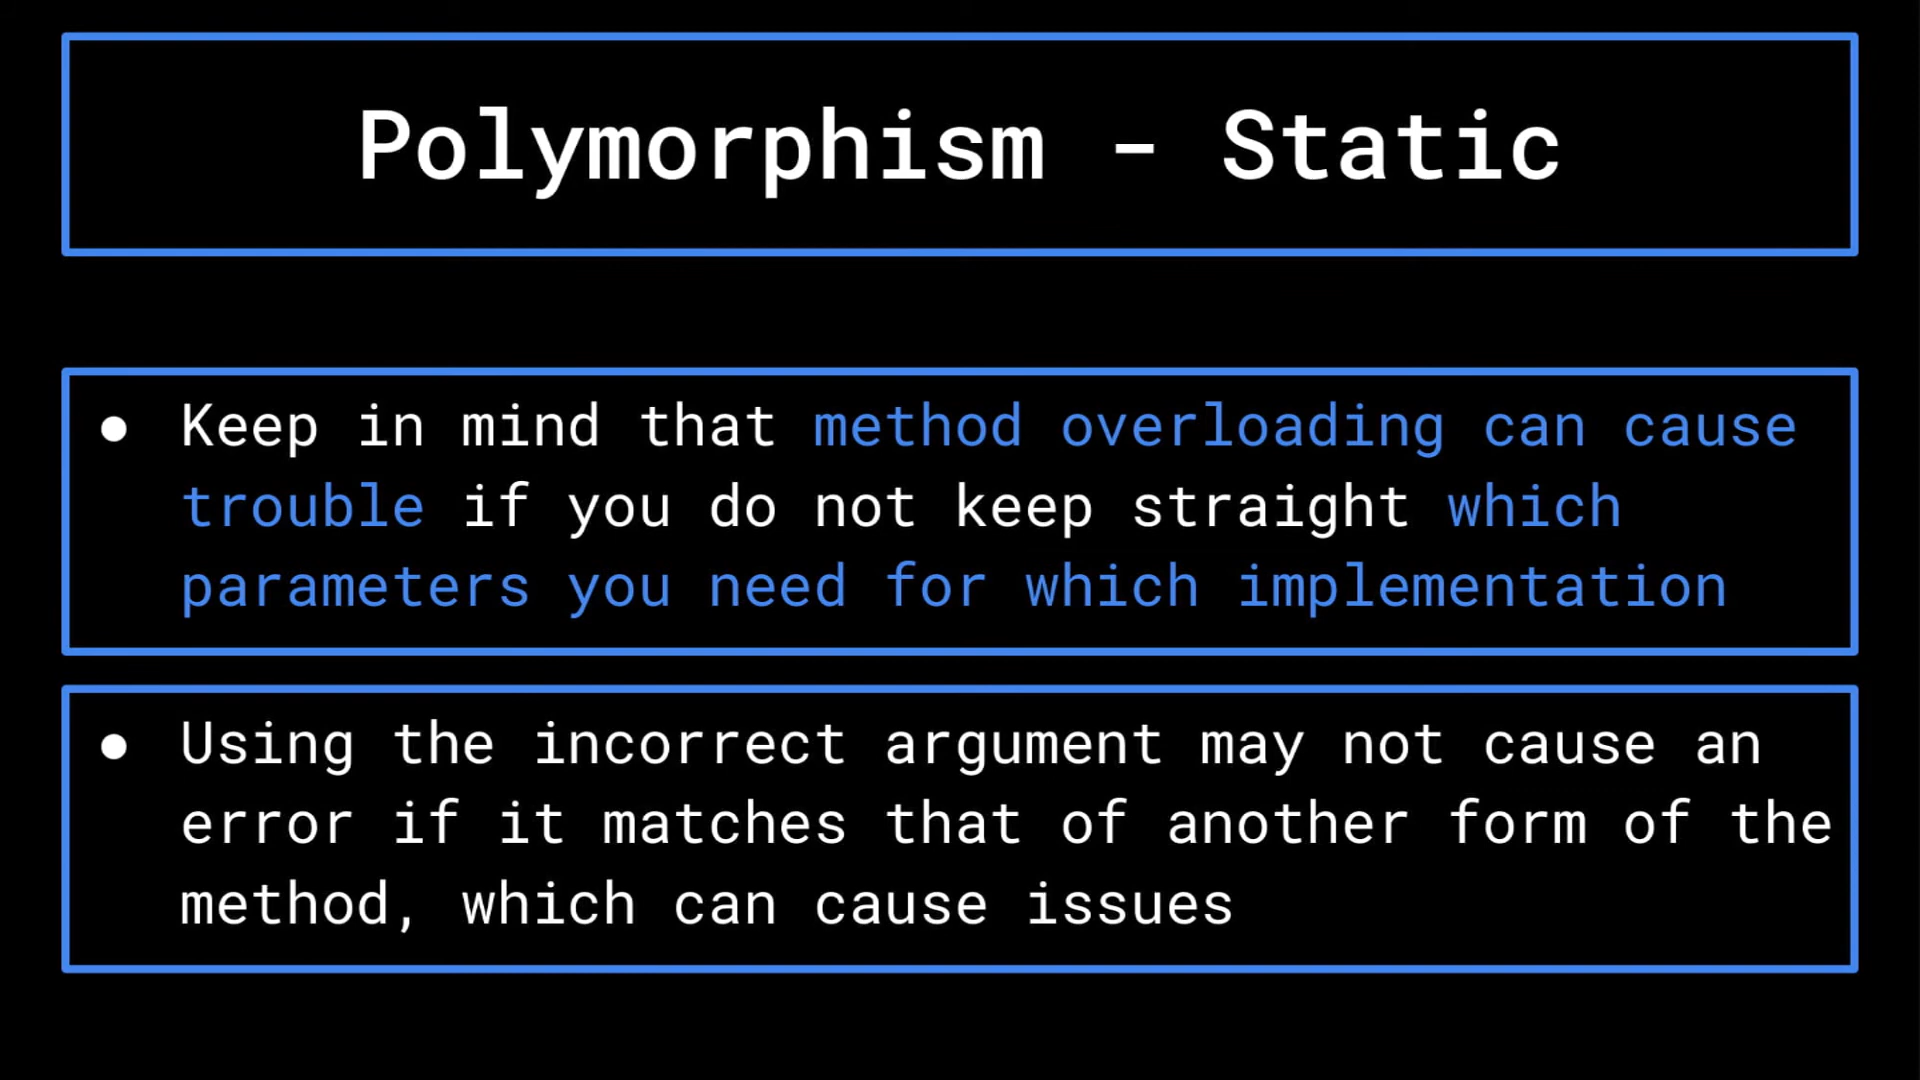 Polymorphism - Static
● Keep in mind that method overloading can cause
trouble if you do not keep straight which
parameters you need for which implementation
● Using the incorrect argument may not cause an
error if it matches that of another form of the
method, which can cause issues